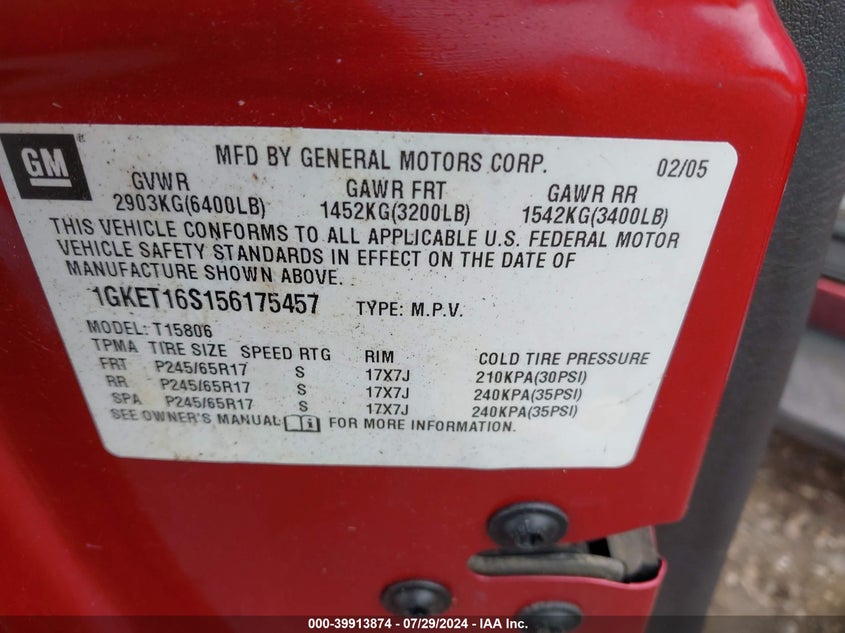 GM
MFD BY GENERAL MOTORS CORP. 02/05
GVWR GAWR FRT GAWR RR
2903KG(6400LB) 1452KG(3200LB) 1542KG(3400LB)
THIS VEHICLE CONFORMS TO ALL APPLICABLE U.S. FEDERAL MOTOR
VEHICLE SAFETY STANDARDS IN EFFECT ON THE DATE OF
MANUFACTURE SHOWN ABOVE.
1GKET16S156175457 TYPE: M.P.V.
MODEL: T15806
TPMA TIRE SIZE SPEED RTG RIM COLD TIRE PRESSURE
FRT P245/65R17 S 17X7J 210KPA(30PSI)
RR P245/65R17 S 17X7J 240KPA(35PSI)
SPA P245/65R17 S 17X7J 240KPA(35PSI)
SEE OWNER'S MANUAL FOR MORE INFORMATION.
000-39913874 / 07/29/2024 - IAA Inc.